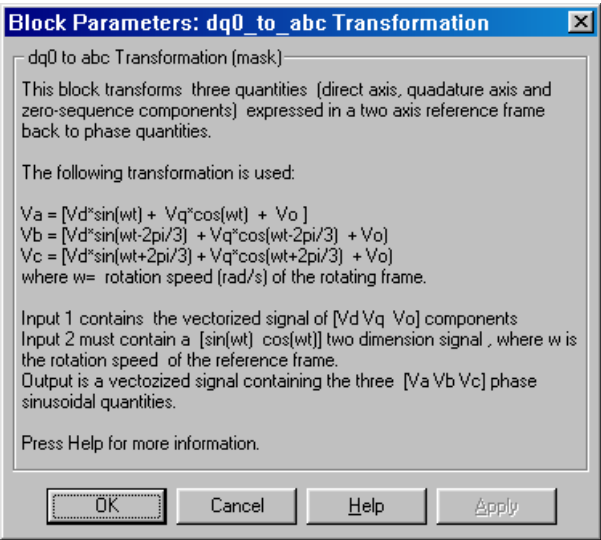 Block Parameters: dq0_to_abc Transformation
dq0 to abc Transformation (mask)
This block transforms three quantities (direct axis, quadature axis and
zero-sequence components) expressed in a two axis reference frame
back to phase quantities.
The following transformation is used:
Va = [Vd*sin(wt) + Vq*cos(wt) + Vo ]
Vb = [Vd*sin(wt-2pi/3) + Vq*cos(wt-2pi/3) + Vo)
Vc = [Vd*sin(wt+2pi/3) + Vq*cos(wt+2pi/3) + Vo)
where w= rotation speed (rad/s) of the rotating frame.
Input 1 contains the vectorized signal of [Vd Vq Vo] components
Input 2 must contain a [sin(wt) cos(wt)] two dimension signal , where w is
the rotation speed of the reference frame.
Output is a vectozized signal containing the three [Va Vb Vc] phase
sinusoidal quantities.
Press Help for more information.
OK Cancel Help Apply